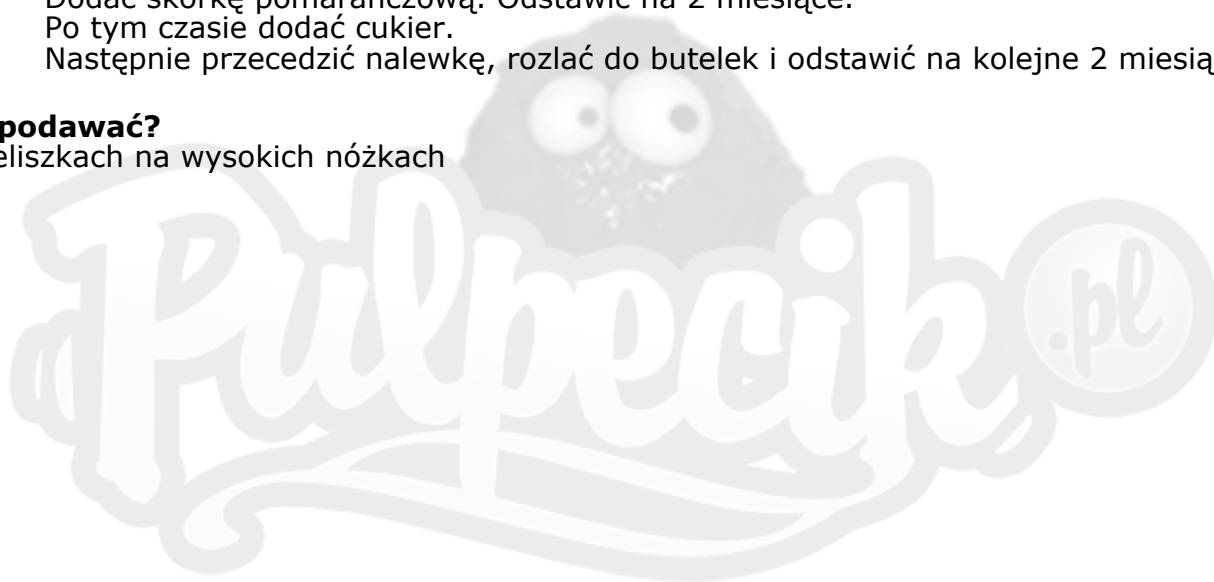 Dodać skórkę pomarańczową. Odstawić na 2 miesiące.
Po tym czasie dodać cukier.
Następnie przecedzić nalewkę, rozlać do butelek i odstawić na kolejne 2 miesią
podawać?
eliszkach na wysokich nóżkach
Pulpecik.pl